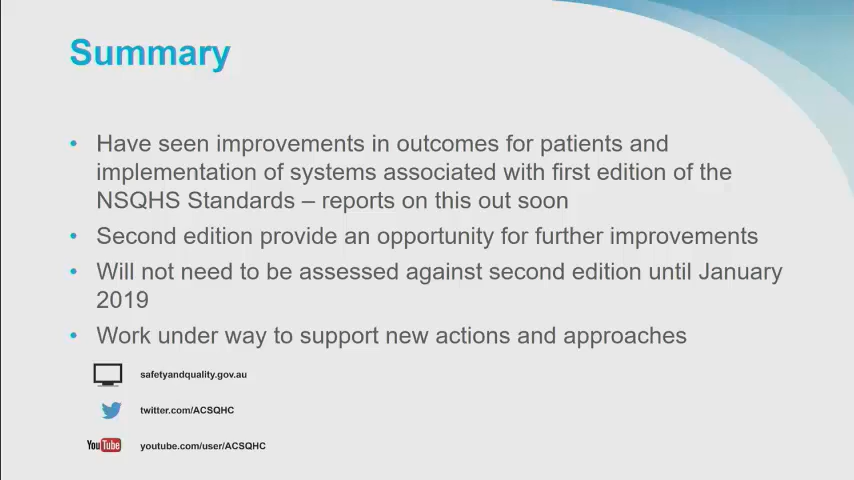 Summary
• Have seen improvements in outcomes for patients and
implementation of systems associated with first edition of the
NSQHS Standards – reports on this out soon
• Second edition provide an opportunity for further improvements
• Will not need to be assessed against second edition until January
2019
• Work under way to support new actions and approaches
safetyandquality.gov.au
twitter.com/ACSQHC
YouTube youtube.com/user/ACSQHC